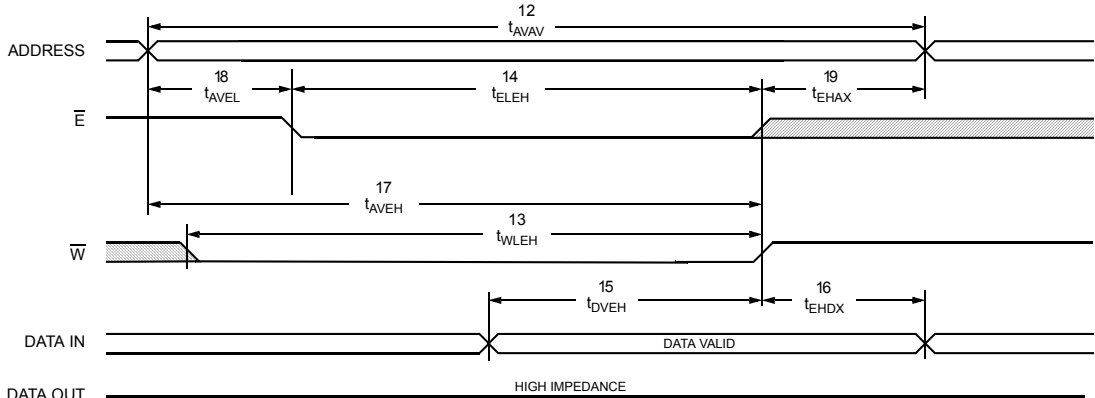 12
tAVAV
ADDRESS
18
14
19
tAVEL
tELEH
tEHAX
E
17
tAVEH
13
tWLEH
W
15
16
tDVEH
tEHDX
DATA IN
DATA VALID
HIGH IMPEDANCE
DATA OUT